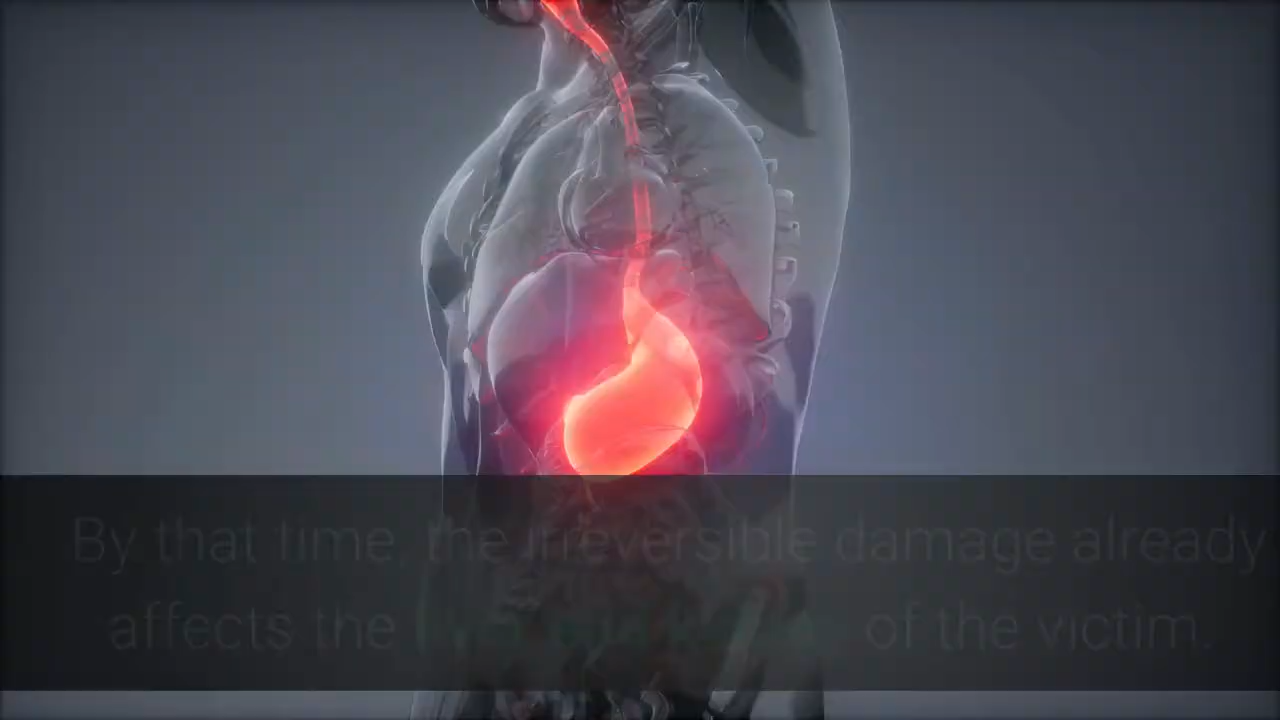 By that time, the irreversible damage already
affects the of the victim.